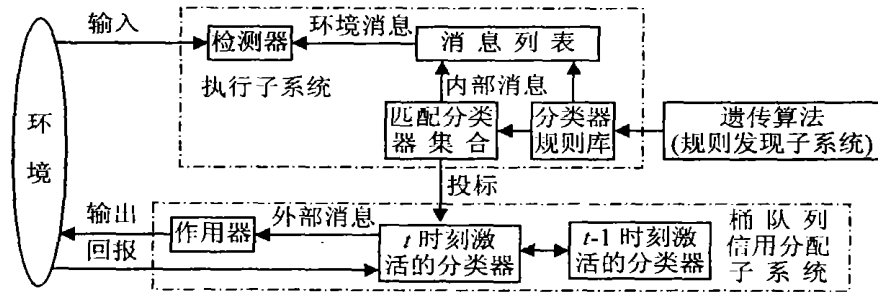 输入
检测器
环境消息
消息列表
执行子系统
内部消息
环境
匹配分类
器集合
分类器
规则库
遗传算法
(规则发现子系统)
投标
输出
回报
作用器
外部消息
t时刻激
活的分类器
t-1时刻激
活的分类器
桶队列
信用分配
子系统